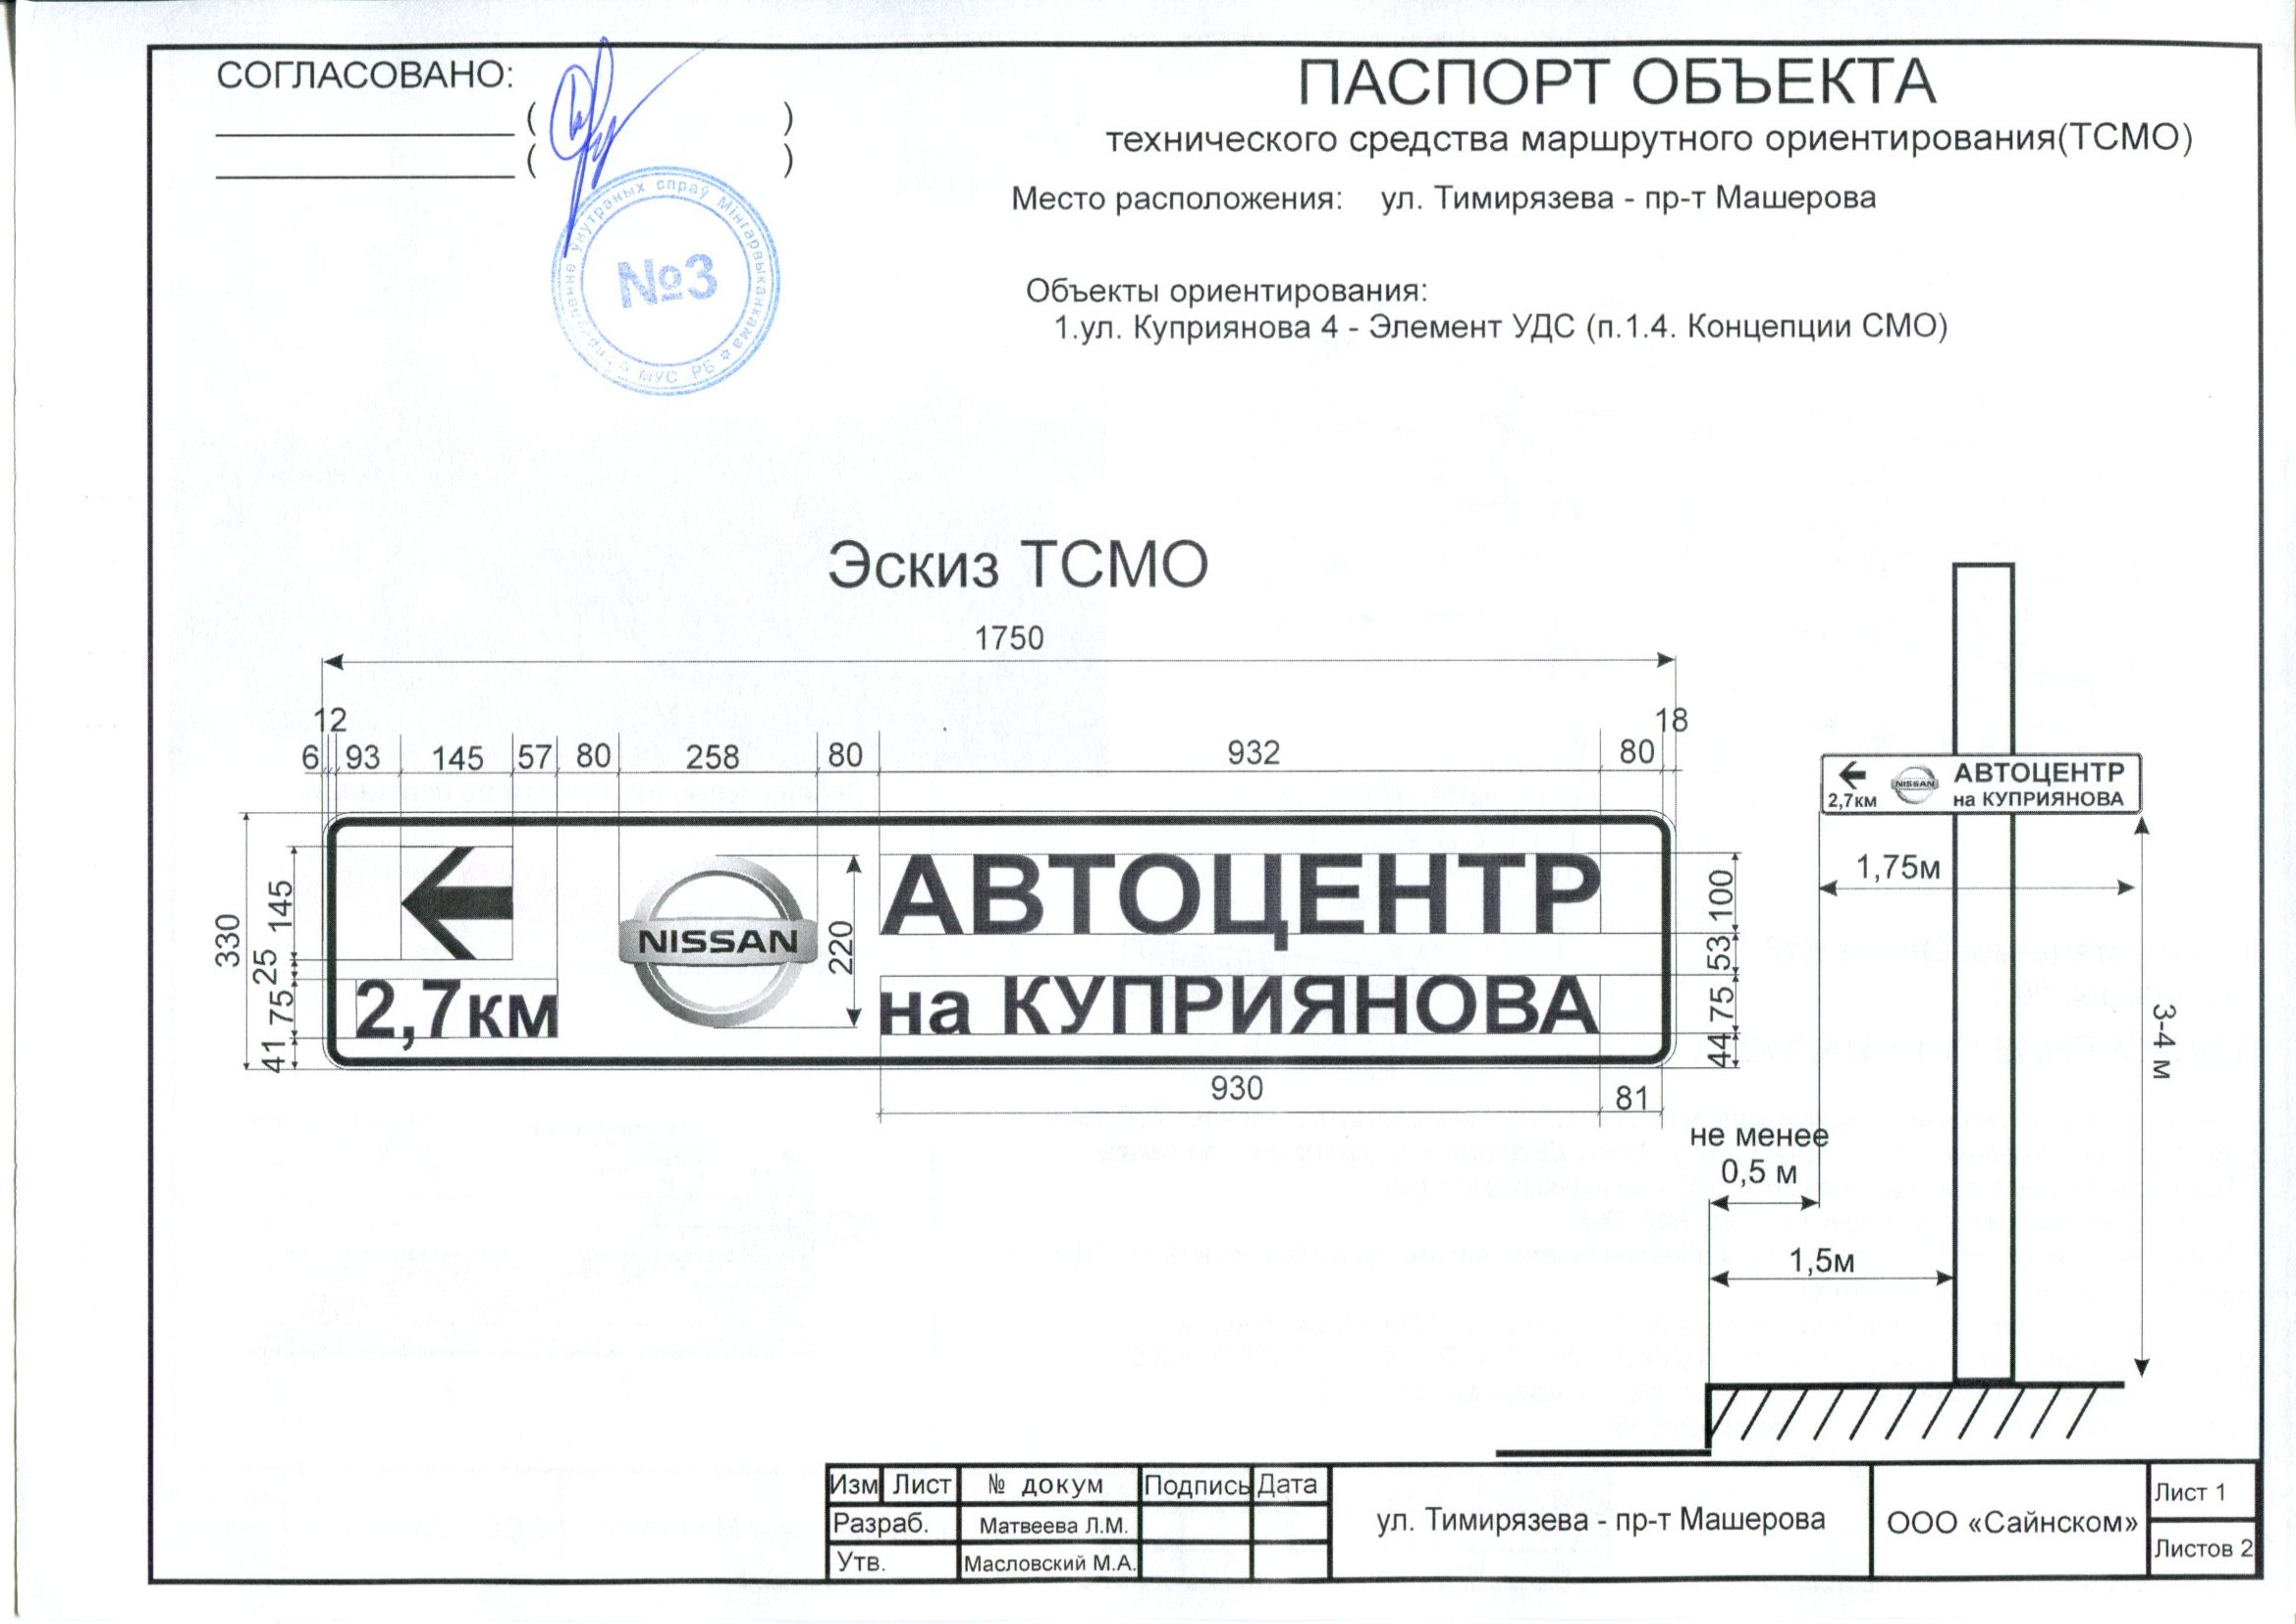 СОГЛАСОВАНО:
( )
( )
унутраных спраў Мінгарвыканкама
МУС РБ
№3
ПАСПОРТ ОБЪЕКТА
технического средства маршрутного ориентирования(ТСМО)
Место расположения: ул. Тимирязева - пр-т Машерова
Объекты ориентирования:
1.ул. Куприянова 4 - Элемент УДС (п.1.4. Концепции СМО)
Эскиз ТСМО
1750
12
18
6 93 145 57 80 258 80 932 80
330
145
25
75
41
2,7км
NISSAN
220
АВТОЦЕНТР
на КУПРИЯНОВА
100
53
75
44
930
81
2,7км
NISSAN
АВТОЦЕНТР
на КУПРИЯНОВА
1,75м
3-4 м
не менее
0,5 м
1,5м
Изм Лист № докум Подпись Дата
Разраб. Матвеева Л.М.
Утв. Масловский М.А.
ул. Тимирязева - пр-т Машерова
ООО «Сайнском»
Лист 1
Листов 2